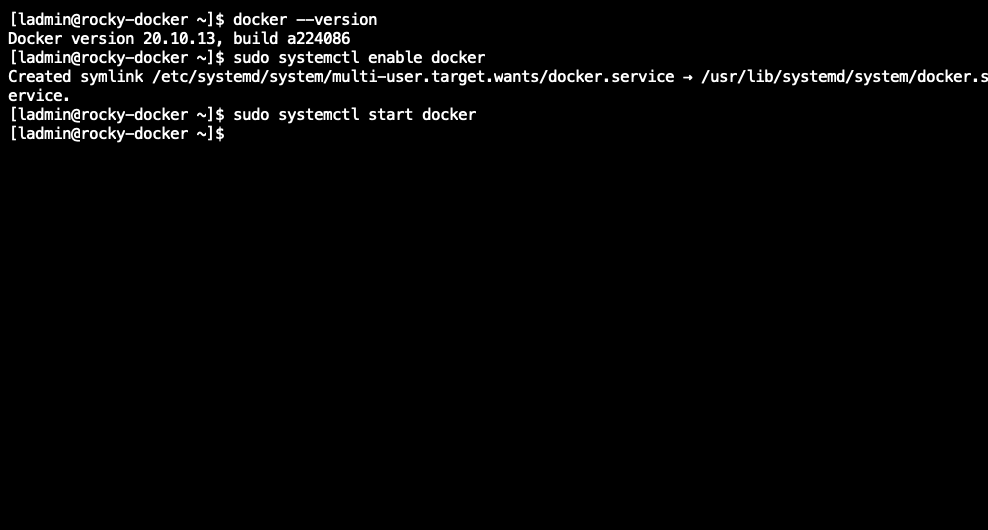 [ladmin@rocky-docker ~]$ docker --version
Docker version 20.10.13, build a224086
[ladmin@rocky-docker ~]$ sudo systemctl enable docker
Created symlink /etc/systemd/system/multi-user.target.wants/docker.service → /usr/lib/systemd/system/docker.s
ervice.
[ladmin@rocky-docker ~]$ sudo systemctl start docker
[ladmin@rocky-docker ~]$